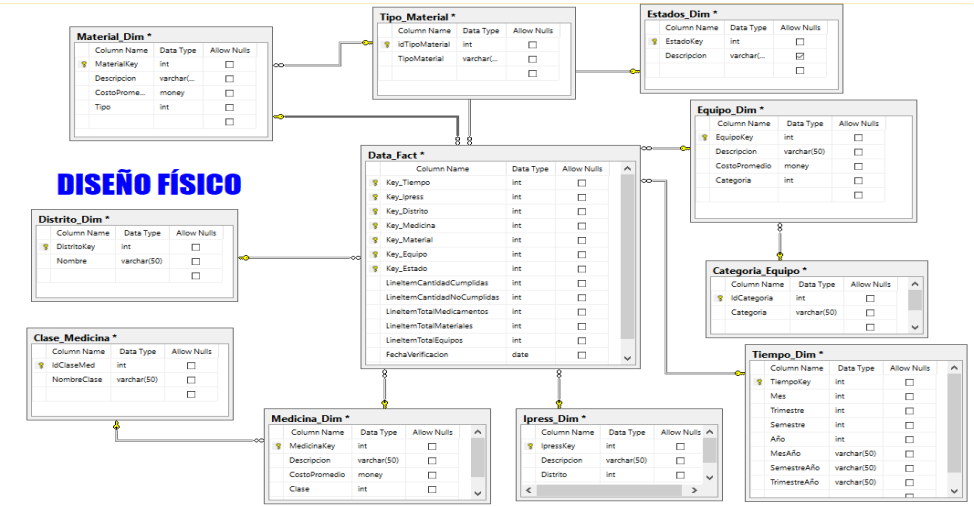 Material_Dim *
Column Name Data Type Allow Nulls
MaterialKey int
Descripcion varchar(...
CostoProme... money
Tipo int
Tipo_Material *
Column Name Data Type Allow Nulls
idTipoMaterial int
TipoMaterial varchar(...
Estados_Dim *
Column Name Data Type Allow Nulls
EstadoKey int
Descripcion varchar(...
Equipo_Dim *
Column Name Data Type Allow Nulls
EquipoKey int
Descripcion varchar(50)
CostoPromedio money
Categoria int
DISEÑO FÍSICO
Data_Fact *
Column Name Data Type Allow Nulls
Key_Tiempo int
Key_Ipress int
Key_Distrito int
Key_Medicina int
Key_Material int
Key_Equipo int
Key_Estado int
LineItemCantidadCumplidas int
LineItemCantidadNoCumplidas int
LineItemTotalMedicamentos int
LineItemTotalMateriales int
LineItemTotalEquipos int
FechaVerificacion date
Distrito_Dim *
Column Name Data Type Allow Nulls
DistritoKey int
Nombre varchar(50)
Categoria_Equipo *
Column Name Data Type Allow Nulls
IdCategoria int
Categoria varchar(50)
Clase_Medicina *
Column Name Data Type Allow Nulls
IdClaseMed int
NombreClase varchar(50)
Tiempo_Dim *
Column Name Data Type Allow Nulls
TiempoKey int
Mes int
Trimestre int
Semestre int
Año int
MesAño varchar(50)
SemestreAño varchar(50)
TrimestreAño varchar(50)
Medicina_Dim *
Column Name Data Type Allow Nulls
MedicinaKey int
Descripcion varchar(50)
CostoPromedio money
Clase int
Ipress_Dim *
Column Name Data Type Allow Nulls
IpressKey int
Descripcion varchar(50)
Distrito int